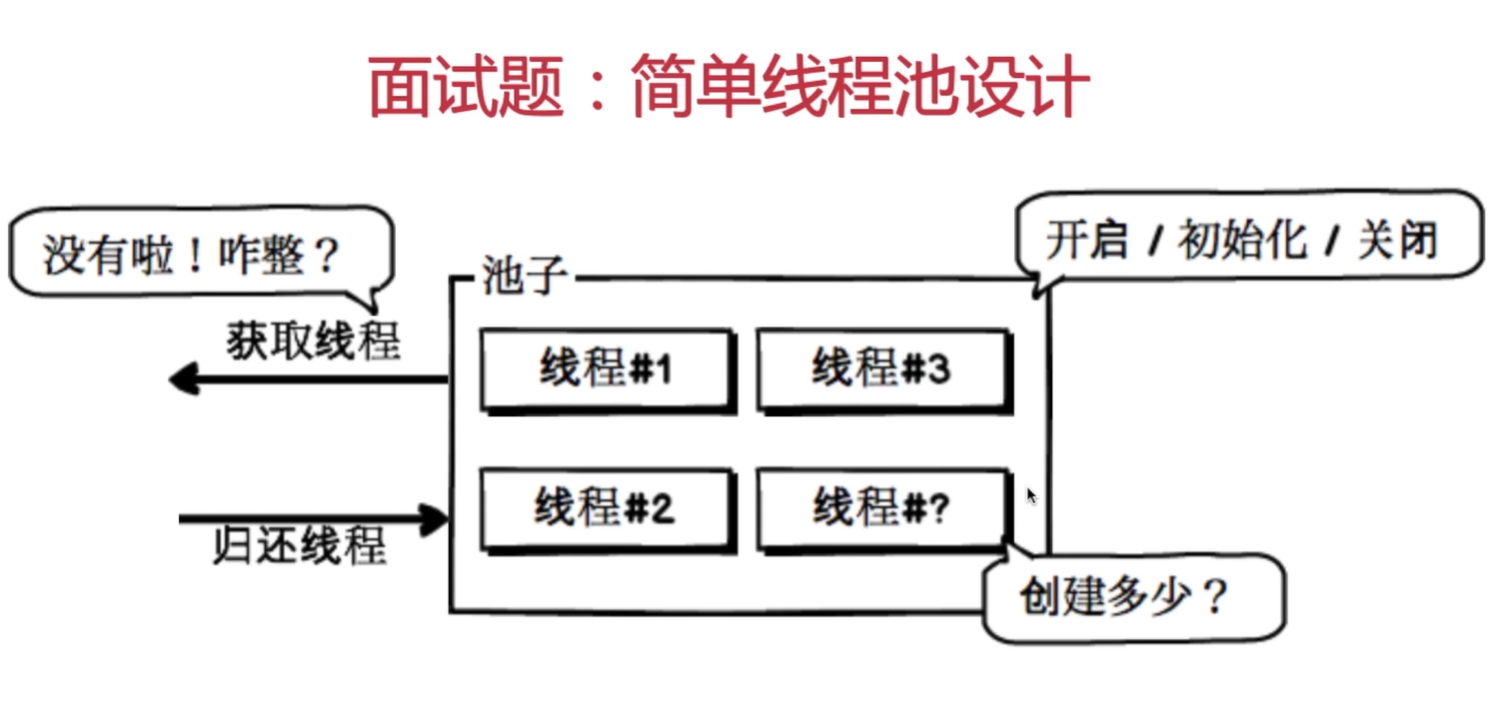 面试题：简单线程池设计
没有啦！咋整？
开启 / 初始化 / 关闭
池子
获取线程
线程#1
线程#3
线程#2
线程#?
归还线程
创建多少？